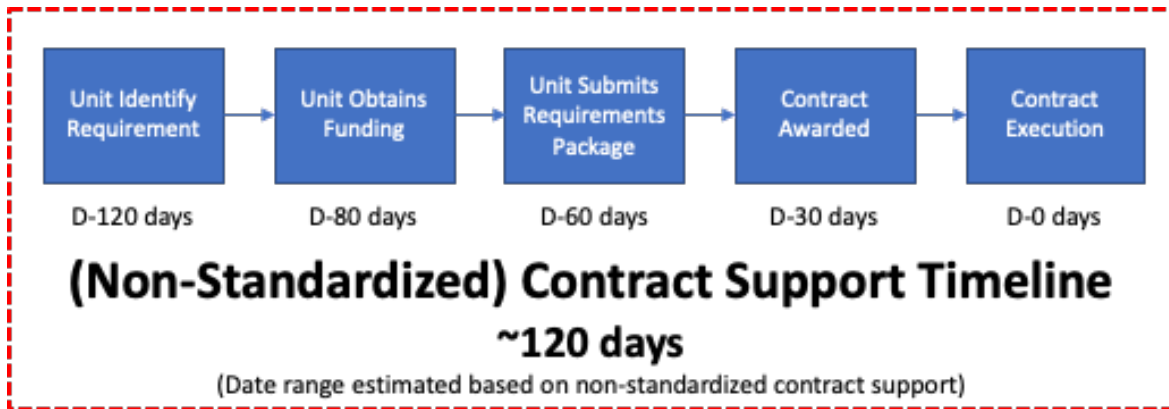 Unit Identify
Requirement
Unit Obtains
Funding
Unit Submits
Requirements
Package
Contract
Awarded
Contract
Execution
D-120 days
D-80 days
D-60 days
D-30 days
D-0 days
(Non-Standardized) Contract Support Timeline
~120 days
(Date range estimated based on non-standardized contract support)